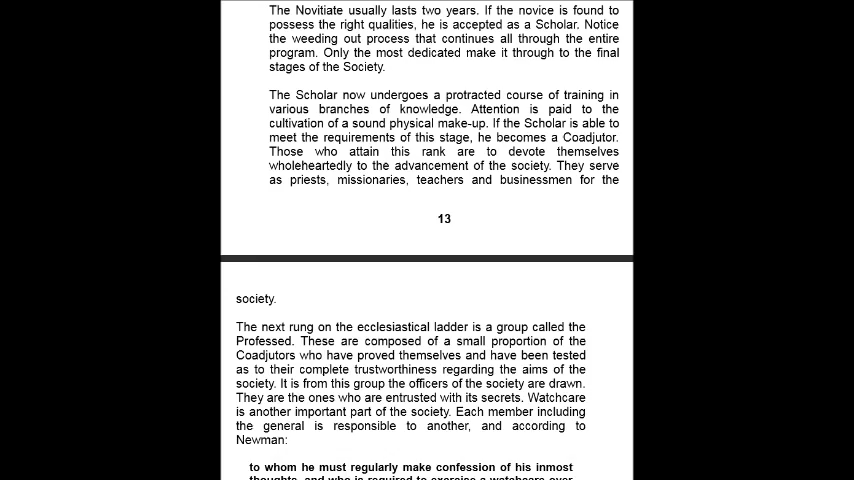 The Novitiate usually lasts two years. If the novice is found to
possess the right qualities, he is accepted as a Scholar. Notice
the weeding out process that continues all through the entire
program. Only the most dedicated make it through to the final
stages of the Society.
The Scholar now undergoes a protracted course of training in
various branches of knowledge. Attention is paid to the
cultivation of a sound physical make-up. If the Scholar is able to
meet the requirements of this stage, he becomes a Coadjutor.
Those who attain this rank are to devote themselves
wholeheartedly to the advancement of the society. They serve
as priests, missionaries, teachers and businessmen for the
13
society.
The next rung on the ecclesiastical ladder is a group called the
Professed. These are composed of a small proportion of the
Coadjutors who have proved themselves and have been tested
as to their complete trustworthiness regarding the aims of the
society. It is from this group the officers of the society are drawn.
They are the ones who are entrusted with its secrets. Watchcare
is another important part of the society. Each member including
the general is responsible to another, and according to
Newman:
to whom he must regularly make confession of his inmost
thoughts, and who is required to exercise a watchcare over